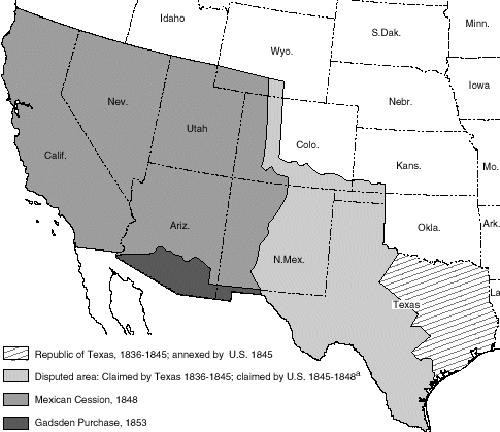 Idaho
Wyo.
S.Dak.
Minn.
Nev.
Utah
Nebr.
Iowa
Calif.
Colo.
Kans.
Mo.
Ariz.
N.Mex.
Okla.
Ark.
La
Texas
Republic of Texas, 1836-1845; annexed by U.S. 1845
Disputed area: Claimed by Texas 1836-1845; claimed by U.S. 1845-1848a
Mexican Cession, 1848
Gadsden Purchase, 1853